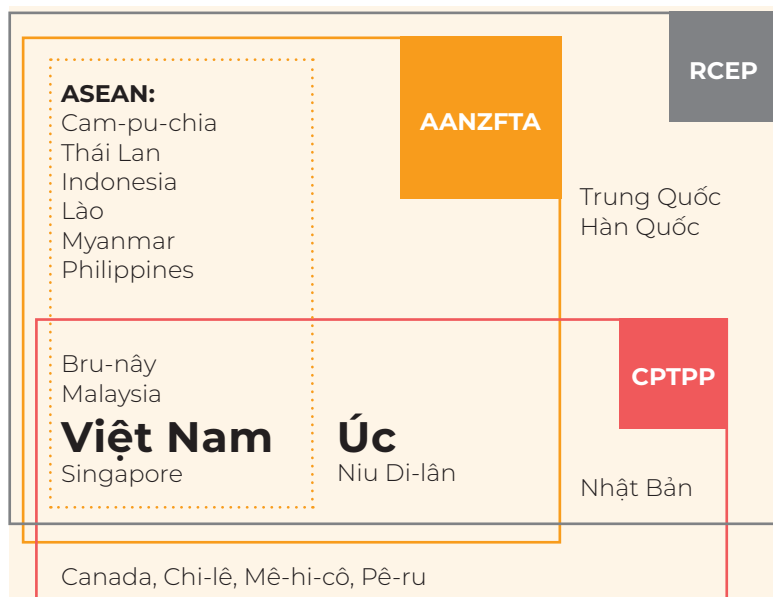 RCEP
AANZFTA
ASEAN:
Cam-pu-chia
Thái Lan
Indonesia
Lào
Myanmar
Philippines
Trung Quốc
Hàn Quốc
CPTPP
Bru-nây
Malaysia
Việt Nam
Singapore
Úc
Niu Di-lân
Nhật Bản
Canada, Chi-lê, Mê-hi-cô, Pê-ru